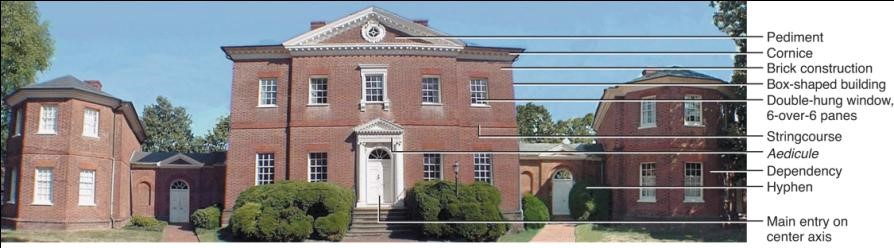 Pediment
Cornice
Brick construction
Box-shaped building
Double-hung window,
6-over-6 panes
Stringcourse
Aedicule
Dependency
Hyphen
Main entry on
center axis